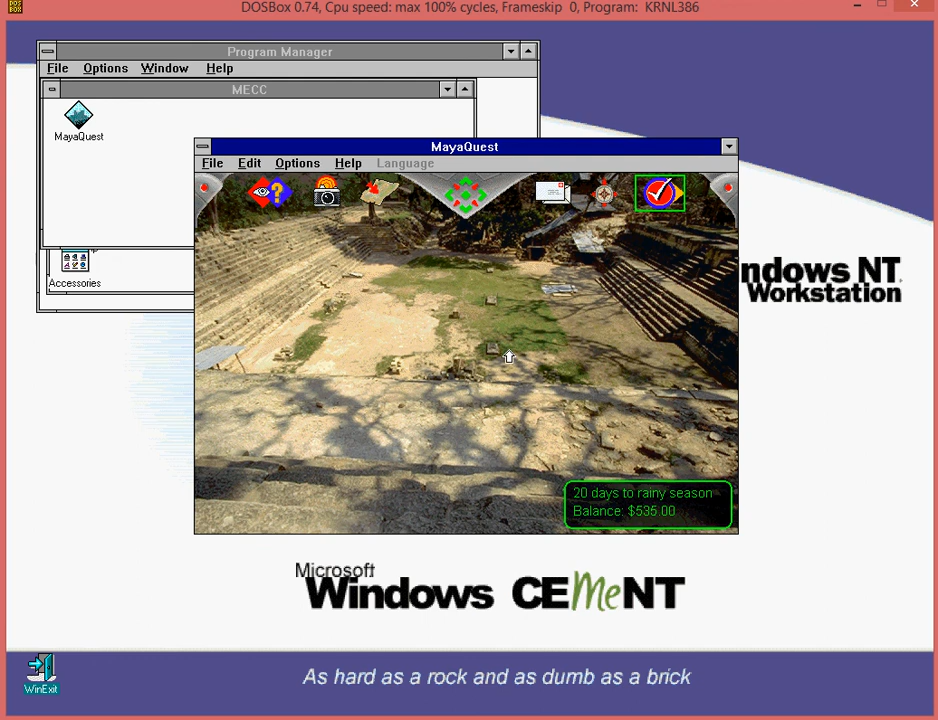 DOSBox 0.74, Cpu speed: max 100% cycles, Frameskip 0, Program: KRNL386
Program Manager
File Options Window Help
MECC
MayaQuest
MayaQuest
File Edit Options Help Language
Accessories
ndows NT
Workstation
20 days to rainy season
Balance: $535.00
Microsoft
Windows CEMeNT
WinExit
As hard as a rock and as dumb as a brick